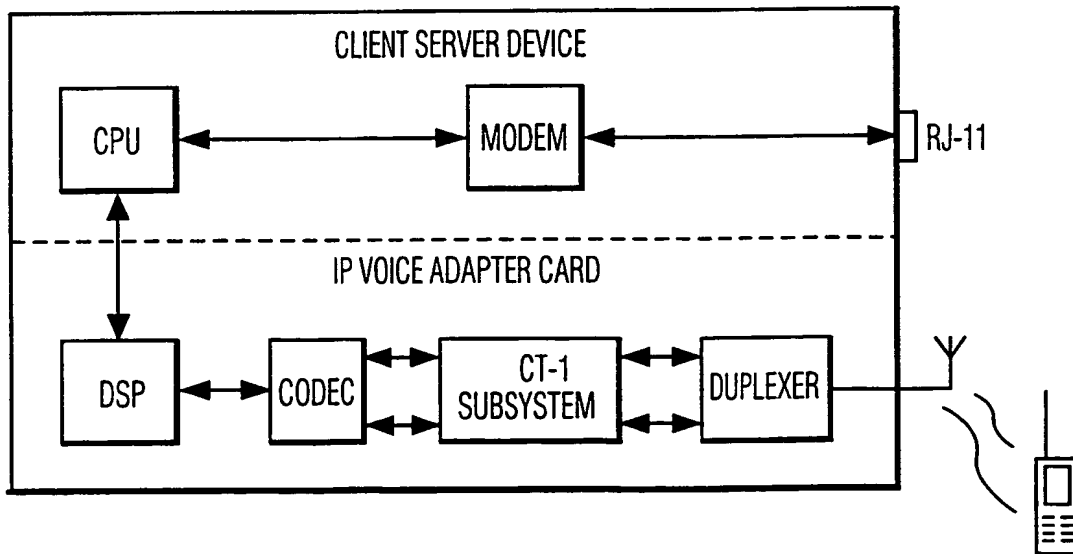 CLIENT SERVER DEVICE
CPU
MODEM
RJ-11
IP VOICE ADAPTER CARD
DSP
CODEC
CT-1
SUBSYSTEM
DUPLEXER